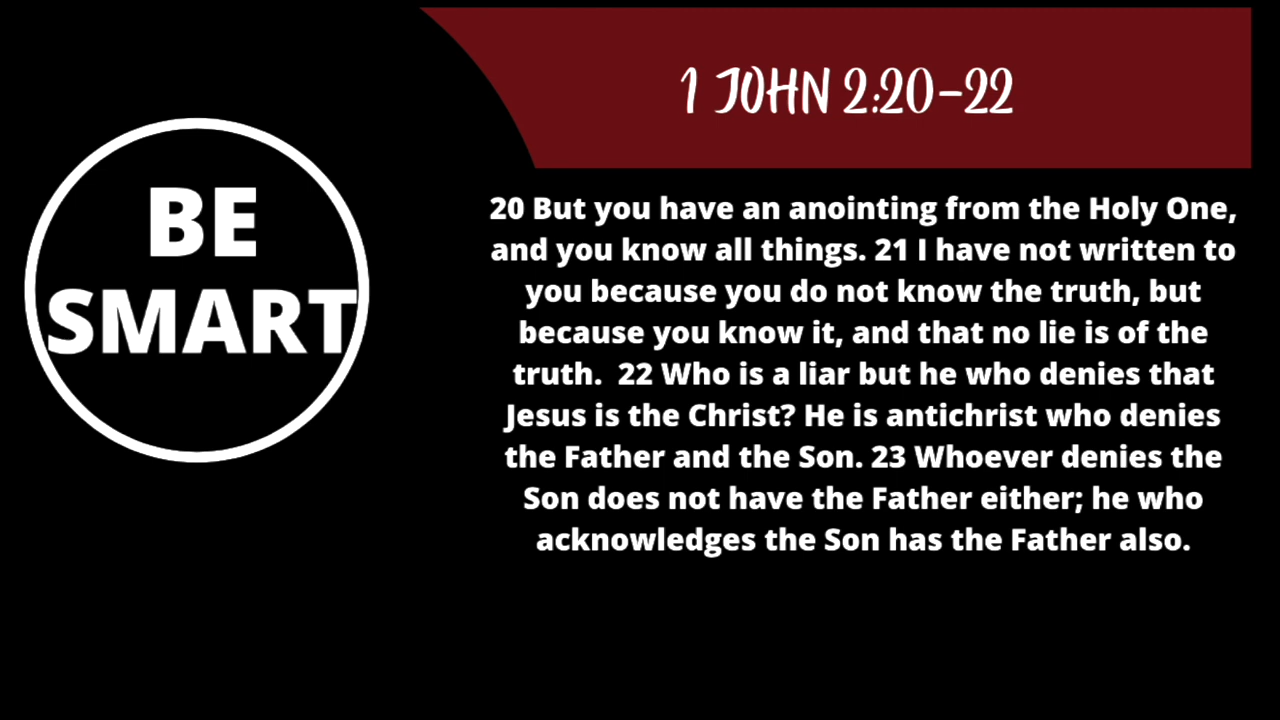 BE
SMART
1 JOHN 2:20-22
20 But you have an anointing from the Holy One,
and you know all things. 21 I have not written to
you because you do not know the truth, but
because you know it, and that no lie is of the
truth.  22 Who is a liar but he who denies that
Jesus is the Christ? He is antichrist who denies
the Father and the Son. 23 Whoever denies the
Son does not have the Father either; he who
acknowledges the Son has the Father also.